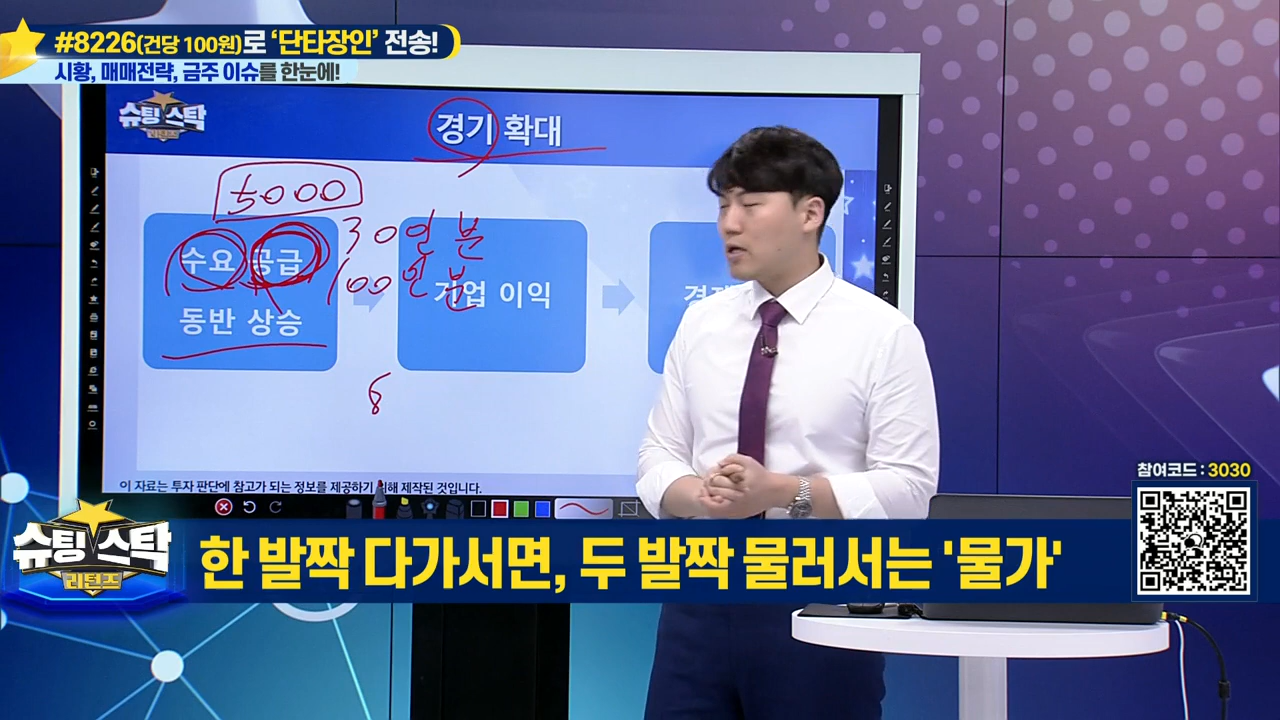 #8226(건당 100원)로 '단타장인' 전송!
시황, 매매전략, 금주 이슈를 한눈에!
슈팅스탁
리턴즈
경기 확대
5000
수요 공급
동반 상승
30인분
100인분
기업 이익
8
이 자료는 투자 판단에 참고가 되는 정보를 제공하기 위해 제작된 것입니다.
참여코드 : 3030
슈팅스탁
리턴즈
한 발짝 다가서면, 두 발짝 물러서는 '물가'